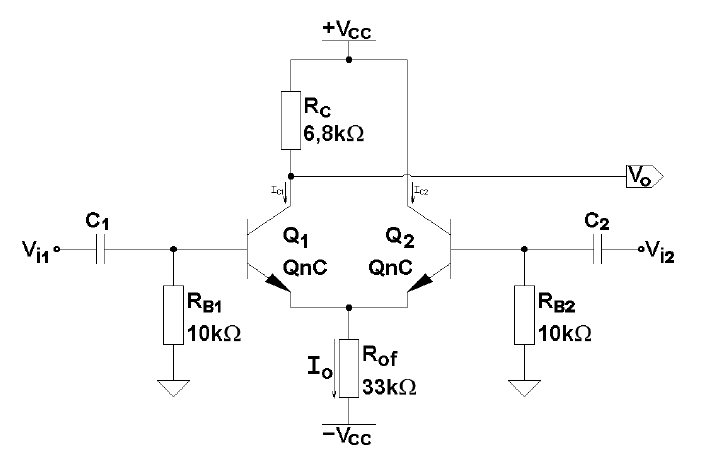 +VCC
RC
6,8kΩ
Vo
IC1
IC2
C1
C2
Vi1
Q1
Q2
Vi2
QnC
QnC
RB1
10kΩ
RB2
10kΩ
Io
Rof
33kΩ
−VCC